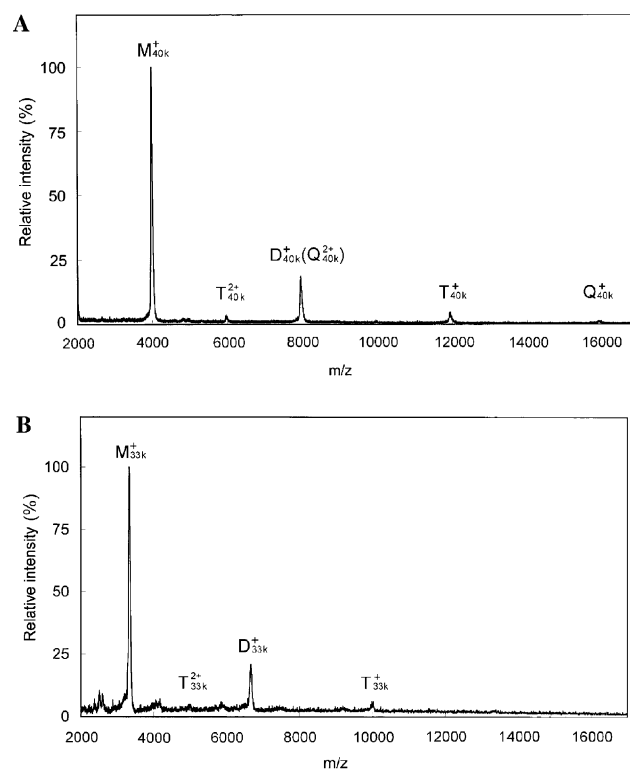 A
M⁺₄₀ₖ
100
75
Relative intensity (%)
50
D⁺₄₀ₖ(Q²⁺₄₀ₖ)
25
T²⁺₄₀ₖ
T⁺₄₀ₖ
Q⁺₄₀ₖ
0
2000 4000 6000 8000 10000 12000 14000 16000
m/z
B
M⁺₃₃ₖ
100
75
Relative intensity (%)
50
25
D⁺₃₃ₖ
T²⁺₃₃ₖ
T⁺₃₃ₖ
0
2000 4000 6000 8000 10000 12000 14000 16000
m/z